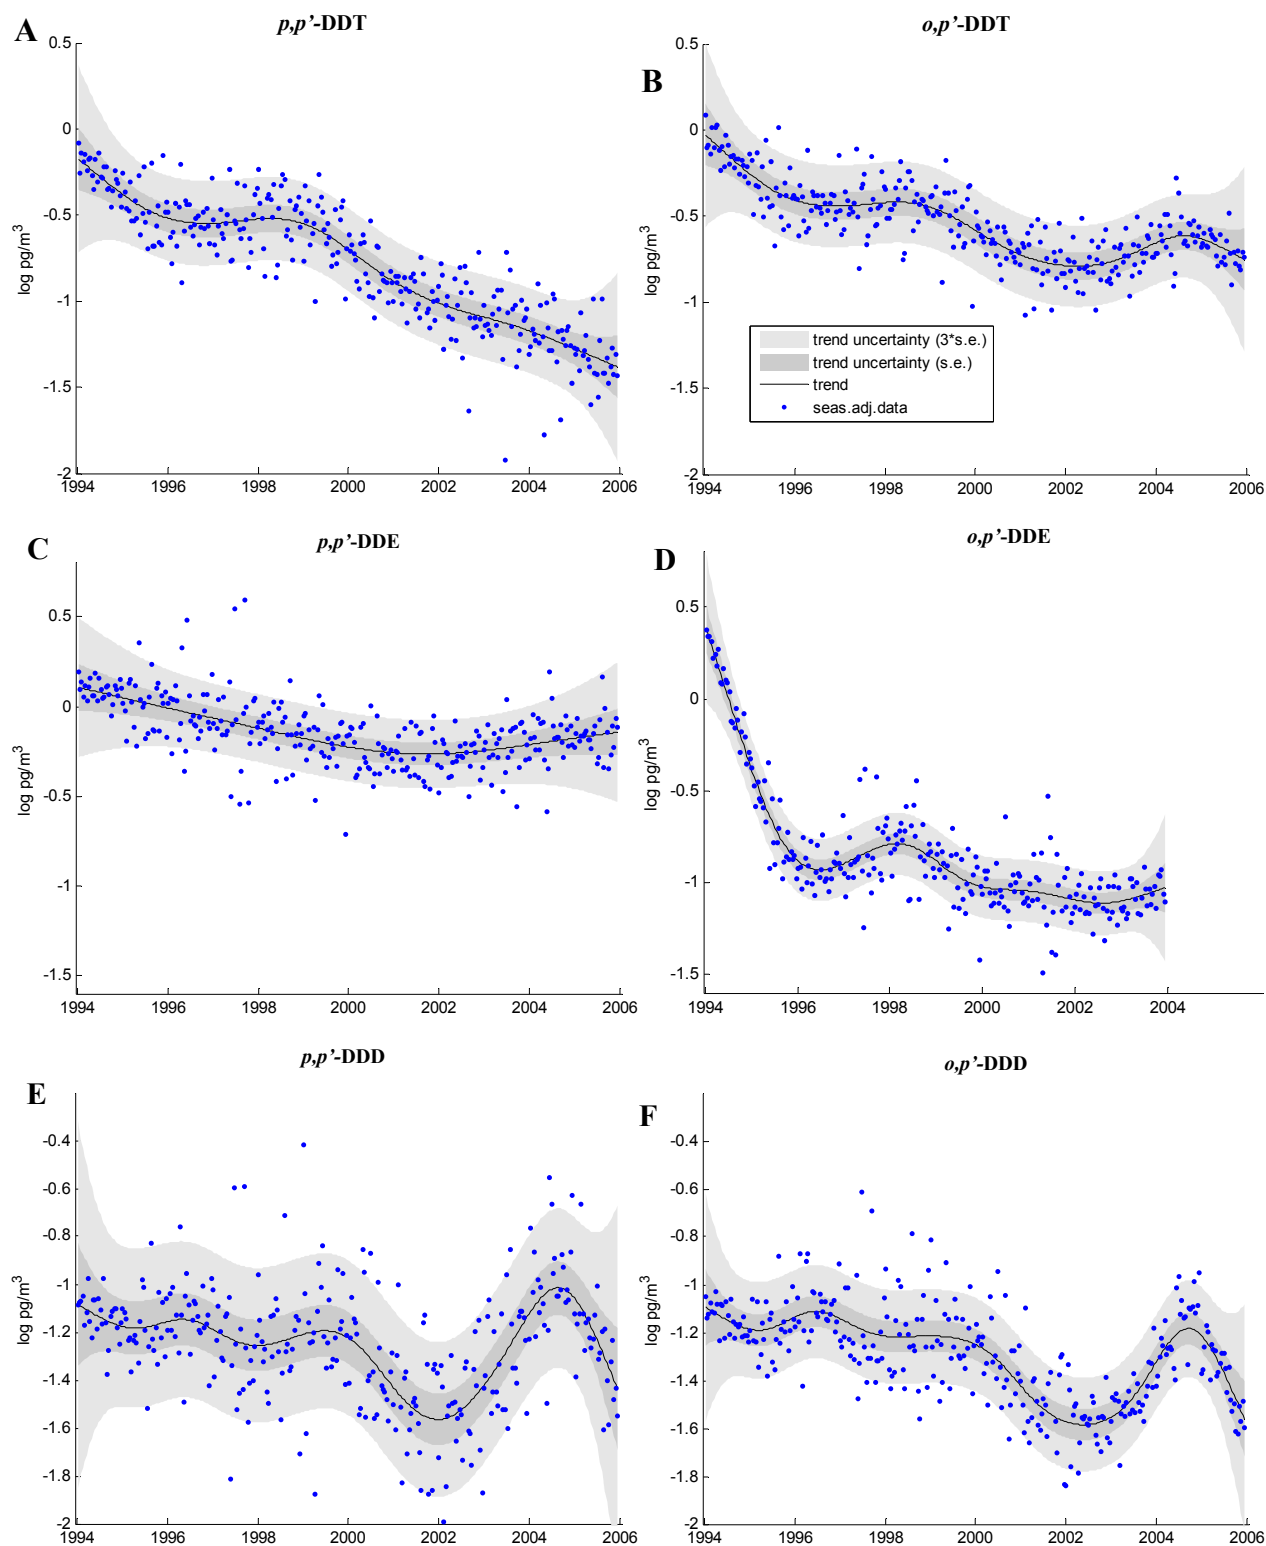 A
p,p’-DDT
0.5
0
-0.5
-1
-1.5
-2
log pg/m³
1994 1996 1998 2000 2002 2004 2006
B
o,p’-DDT
0.5
0
-0.5
-1
-1.5
-2
log pg/m³
trend uncertainty (3*s.e.)
trend uncertainty (s.e.)
trend
seas.adj.data
1994 1996 1998 2000 2002 2004 2006
C
p,p’-DDE
0.5
0
-0.5
-1
-1.5
log pg/m³
1994 1996 1998 2000 2002 2004 2006
D
o,p’-DDE
0.5
0
-0.5
-1
-1.5
log pg/m³
1994 1996 1998 2000 2002 2004
E
p,p’-DDD
-0.4
-0.6
-0.8
-1
-1.2
-1.4
-1.6
-1.8
-2
log pg/m³
1994 1996 1998 2000 2002 2004 2006
F
o,p’-DDD
-0.4
-0.6
-0.8
-1
-1.2
-1.4
-1.6
-1.8
-2
log pg/m³
1994 1996 1998 2000 2002 2004 2006